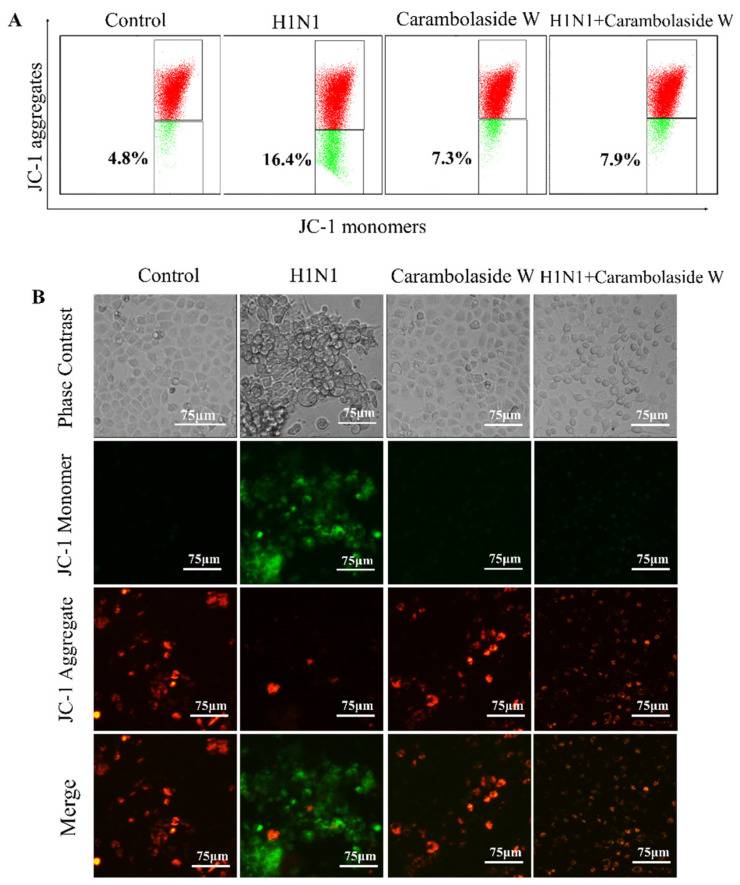 A
Control
H1N1
Carambolaside W
H1N1+Carambolaside W
JC-1 aggregates
4.8%
16.4%
7.3%
7.9%
JC-1 monomers
B
Control
H1N1
Carambolaside W
H1N1+Carambolaside W
Phase Contrast
75μm
75μm
75μm
75μm
JC-1 Monomer
75μm
75μm
75μm
75μm
JC-1 Aggregate
75μm
75μm
75μm
75μm
Merge
75μm
75μm
75μm
75μm